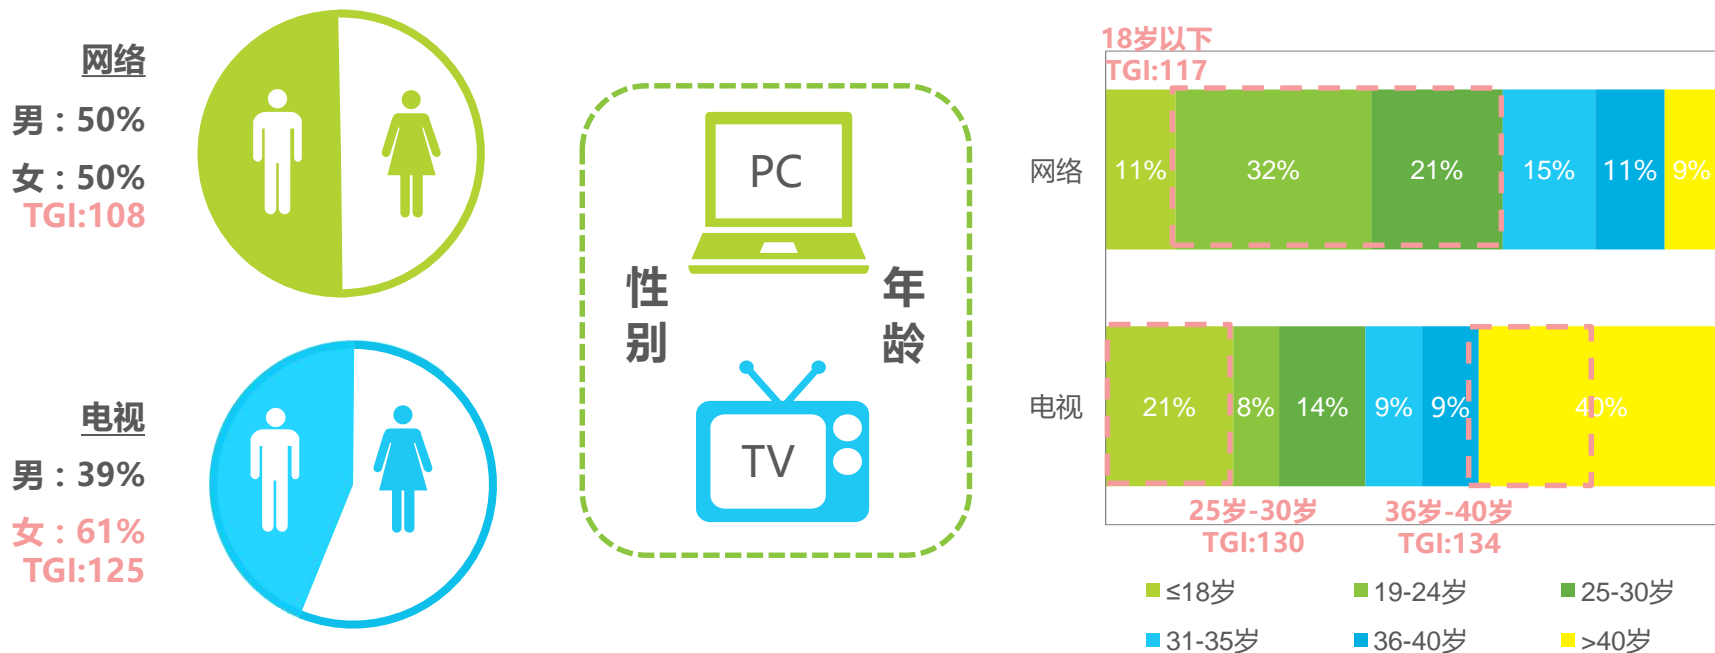 网络
男：50%
女：50%
TGI:108
电视
男：39%
女：61%
TGI:125
PC
性别
年龄
TV
18岁以下
TGI:117
网络
11% 32% 21% 15% 11% 9%
电视
21% 8% 14% 9% 9% 40%
25岁-30岁
TGI:130
36岁-40岁
TGI:134
≤18岁 19-24岁 25-30岁
31-35岁 36-40岁 >40岁